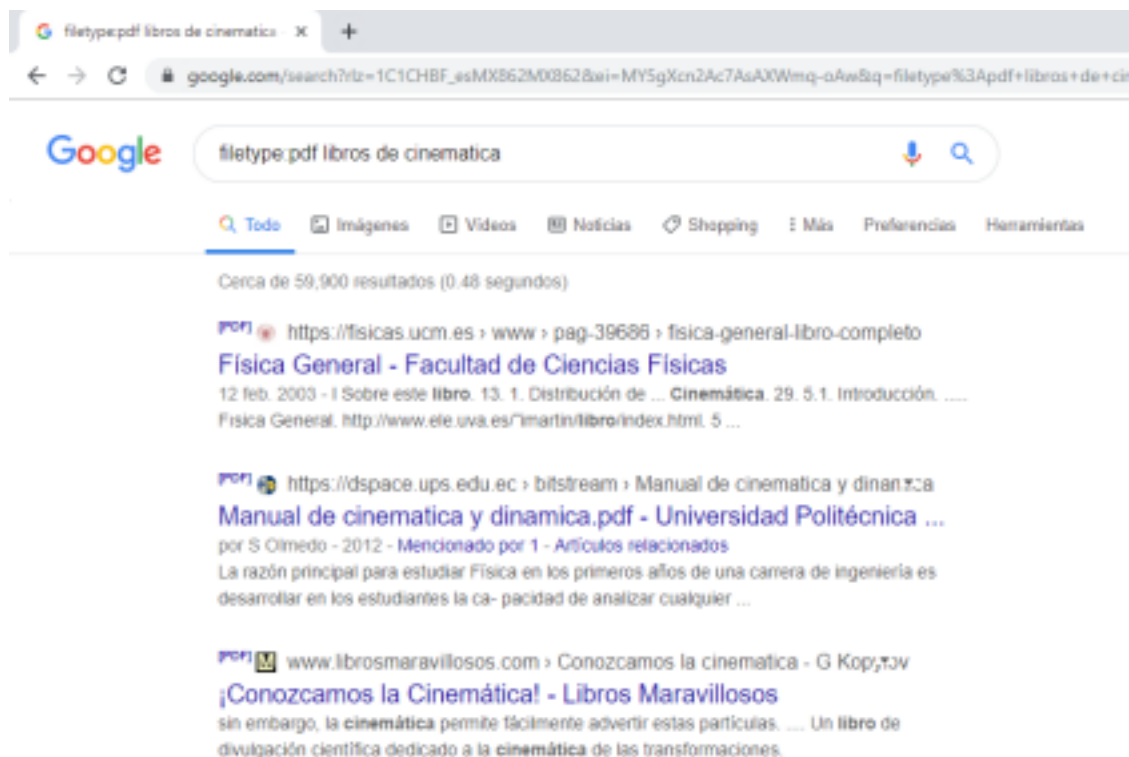 filetype:pdf libros de cinematica -
google.com/search?rlz=1C1CHBF_esMX862MX862&ei=MY5gXcn2Ac7AsAXWmq-oAw&q=filetype%3Apdf+libros+de+cin
Google
filetype:pdf libros de cinematica
Todo Imágenes Videos Noticias Shopping Más Preferencias Herramientas
Cerca de 59,900 resultados (0.48 segundos)
[PDF] https://fisicas.ucm.es › www › pag-39686 › fisica-general-libro-completo
Física General - Facultad de Ciencias Físicas
12 feb. 2003 - I Sobre este libro. 13. 1. Distribución de ... Cinemática. 29. 5.1. Introducción. .....
Fısica General. http://www.ele.uva.es/˜imartin/libro/index.html. 5 ...
[PDF] https://dspace.ups.edu.ec › bitstream › Manual de cinematica y
Manual de cinematica y dinamica.pdf - Universidad Politécnica ...
por S Olmedo - 2012 - Mencionado por 1 - Artículos relacionados
La razón principal para estudiar Física en los primeros años de una carrera de ingeniería es
desarrollar en los estudiantes la ca- pacidad de analizar cualquier ...
[PDF] www.librosmaravillosos.com › Conozcamos la cinematica - G
¡Conozcamos la Cinemática! - Libros Maravillosos
sin embargo, la cinemática permite fácilmente advertir estas partículas. .... Un libro de
divulgación científica dedicado a la cinemática de las transformaciones.